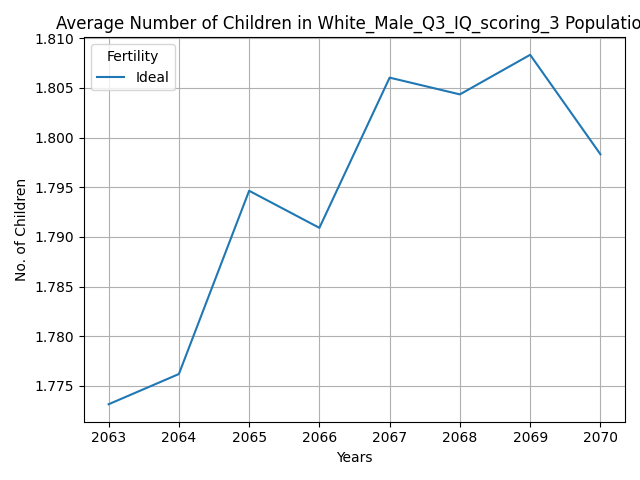 Average Number of Children in White_Male_Q3_IQ_scoring_3 Populatio
1.810
Fertility
Ideal
1.805
1.800
1.795
1.790
1.785
1.780
1.775
No. of Children
2063 2064 2065 2066 2067 2068 2069 2070
Years